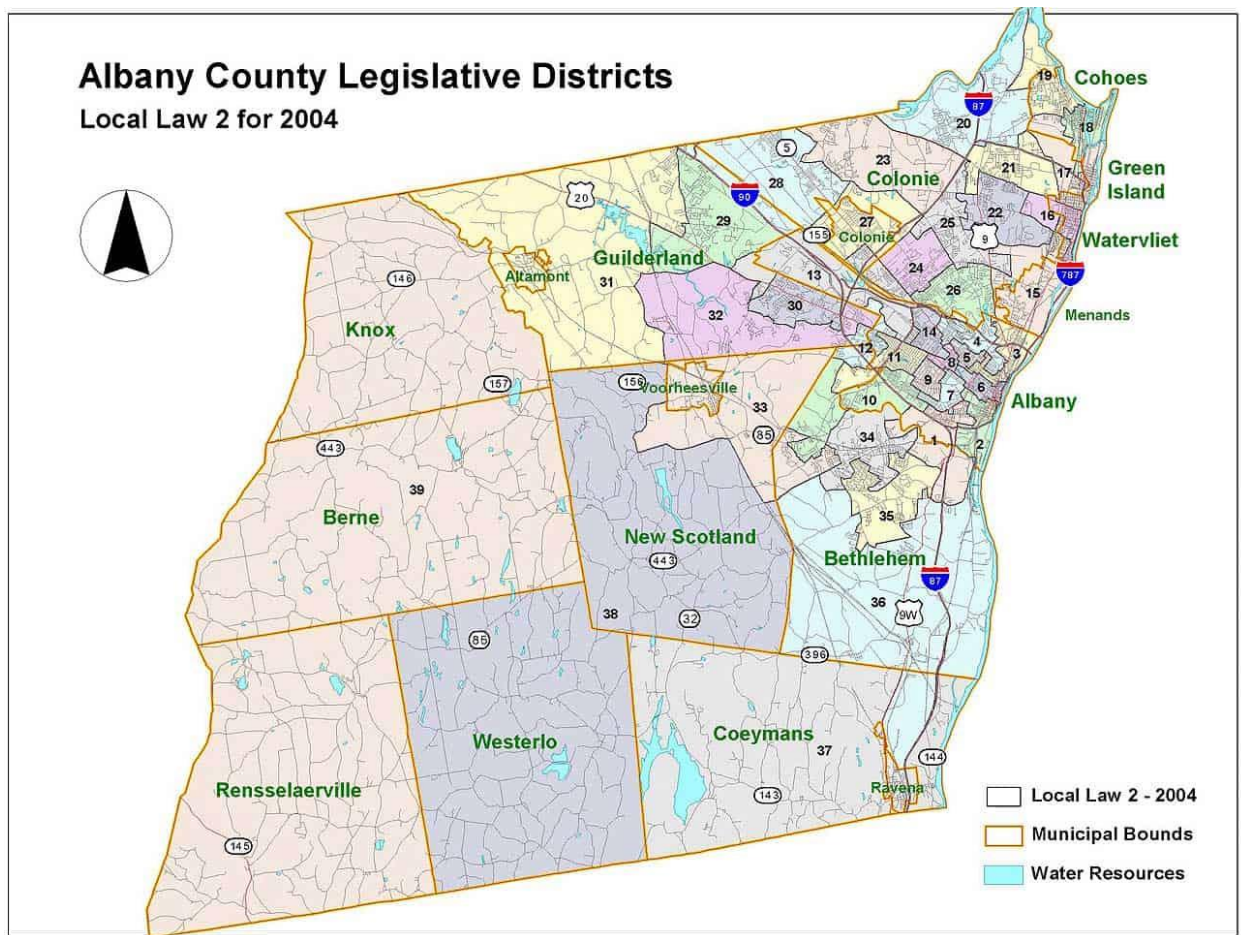 Albany County Legislative Districts
Local Law 2 for 2004
19
Cohoes
87
20
18
5
23
21
17
Green
Island
Colonie
28
90
20
29
27
25
22
16
9
155
Colonie
Watervliet
Guilderland
24
787
Altamont
13
146
31
26
15
30
32
Menands
Knox
14
4
12
11
8
5
3
157
156
Voorheesville
9
6
7
Albany
10
33
85
34
1
2
443
39
35
Berne
New Scotland
443
Bethlehem
87
36
38
32
9W
85
396
Westerlo
Coeymans
37
144
Rensselaerville
143
Ravena
145
Local Law 2 - 2004
Municipal Bounds
Water Resources